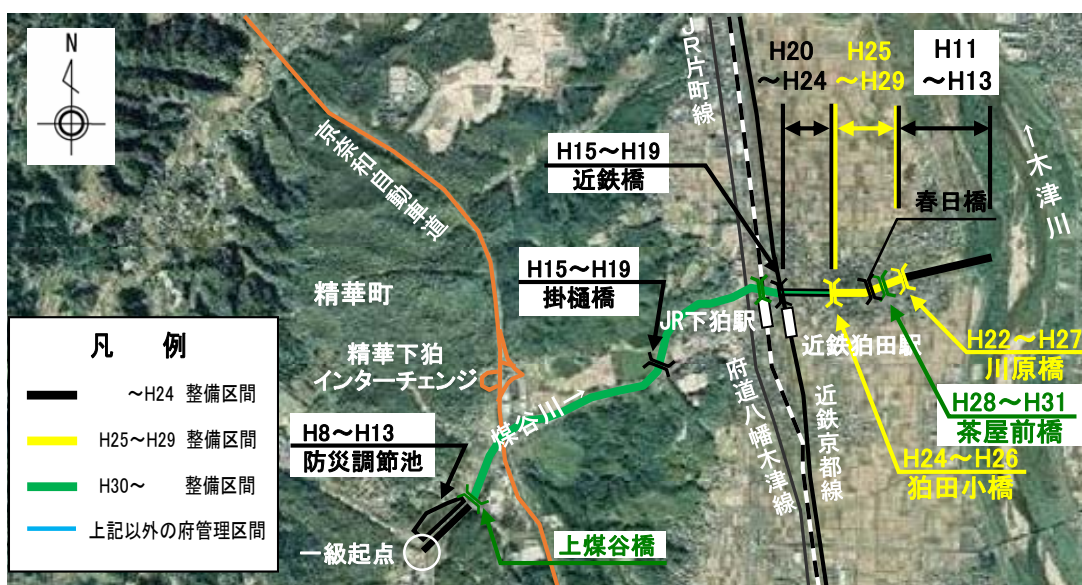 N
JR片町線
H20
～H24
H25
～H29
H11
～H13
←木津川
京奈和自動車道
H15～H19
近鉄橋
春日橋
H15～H19
掛樋橋
精華町
JR下狛駅
近鉄狛田駅
H22～H27
川原橋
凡　例
～H24 整備区間
H25～H29 整備区間
H30～ 整備区間
上記以外の府管理区間
精華下狛
インターチェンジ
煤谷川→
府道八幡木津線
近鉄京都線
H28～H31
茶屋前橋
H24～H26
狛田小橋
H8～H13
防災調節池
一級起点
上煤谷橋